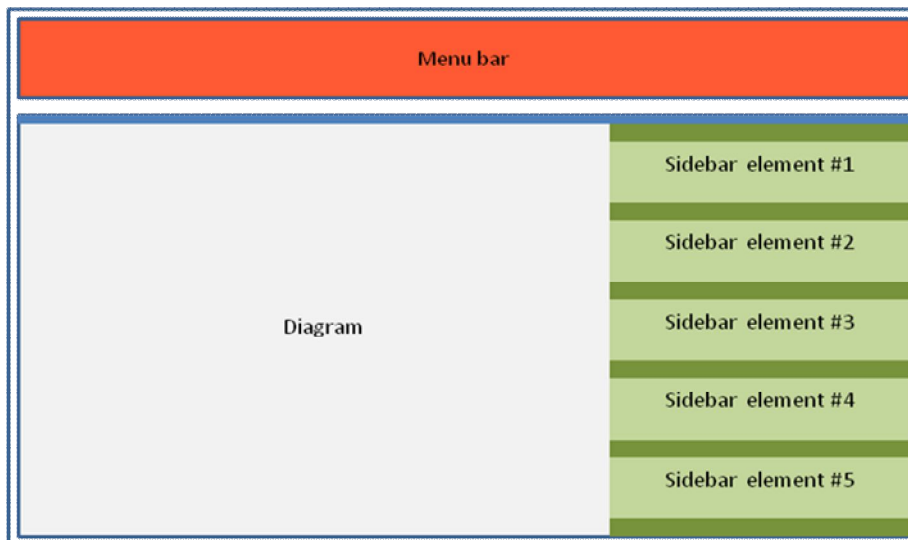 Menu bar
Sidebar element #1
Sidebar element #2
Diagram
Sidebar element #3
Sidebar element #4
Sidebar element #5